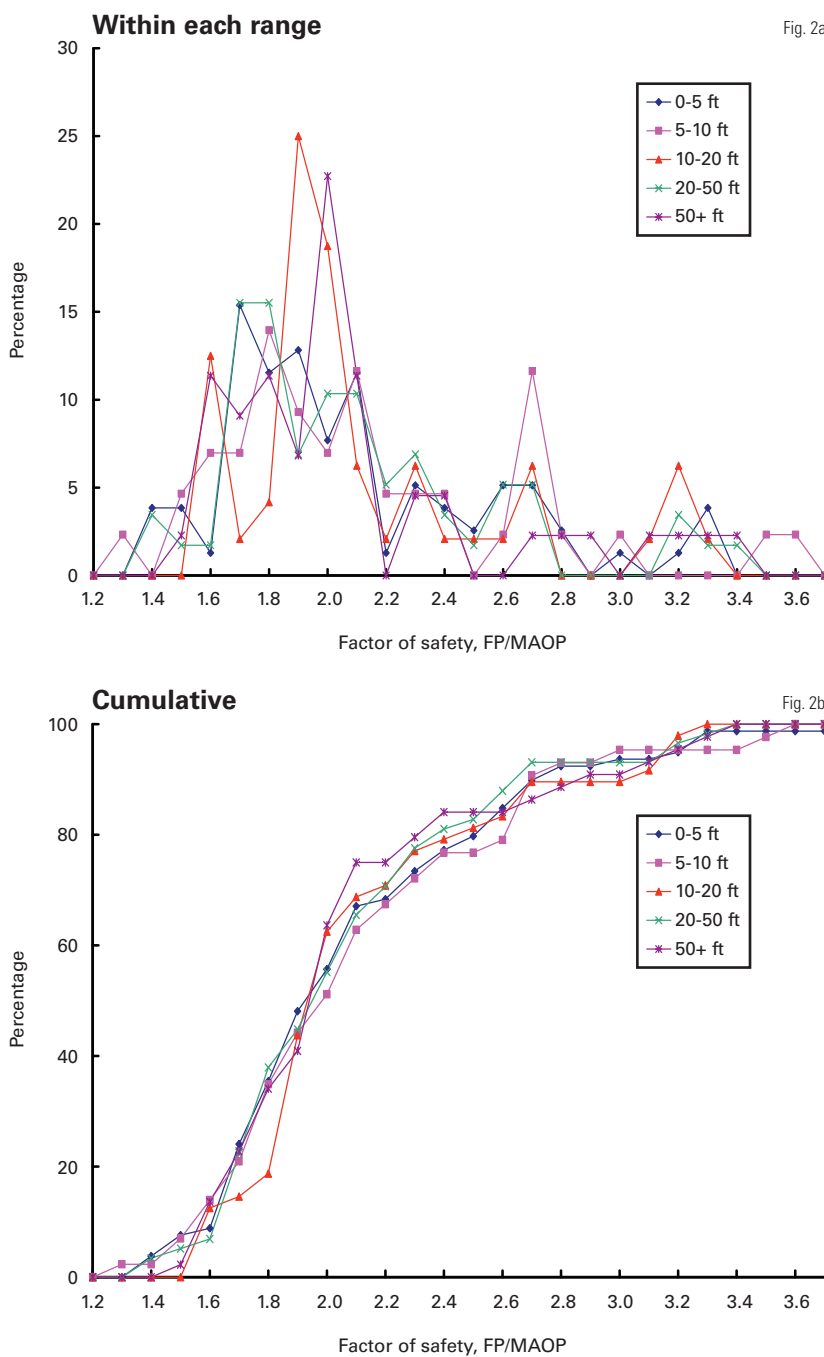 Within each range
Fig. 2a
30
25
20
15
10
5
0
Percentage
0-5 ft
5-10 ft
10-20 ft
20-50 ft
50+ ft
1.2 1.4 1.6 1.8 2.0 2.2 2.4 2.6 2.8 3.0 3.2 3.4 3.6
Factor of safety, FP/MAOP
Cumulative
Fig. 2b
100
80
60
40
20
0
Percentage
0-5 ft
5-10 ft
10-20 ft
20-50 ft
50+ ft
1.2 1.4 1.6 1.8 2.0 2.2 2.4 2.6 2.8 3.0 3.2 3.4 3.6
Factor of safety, FP/MAOP